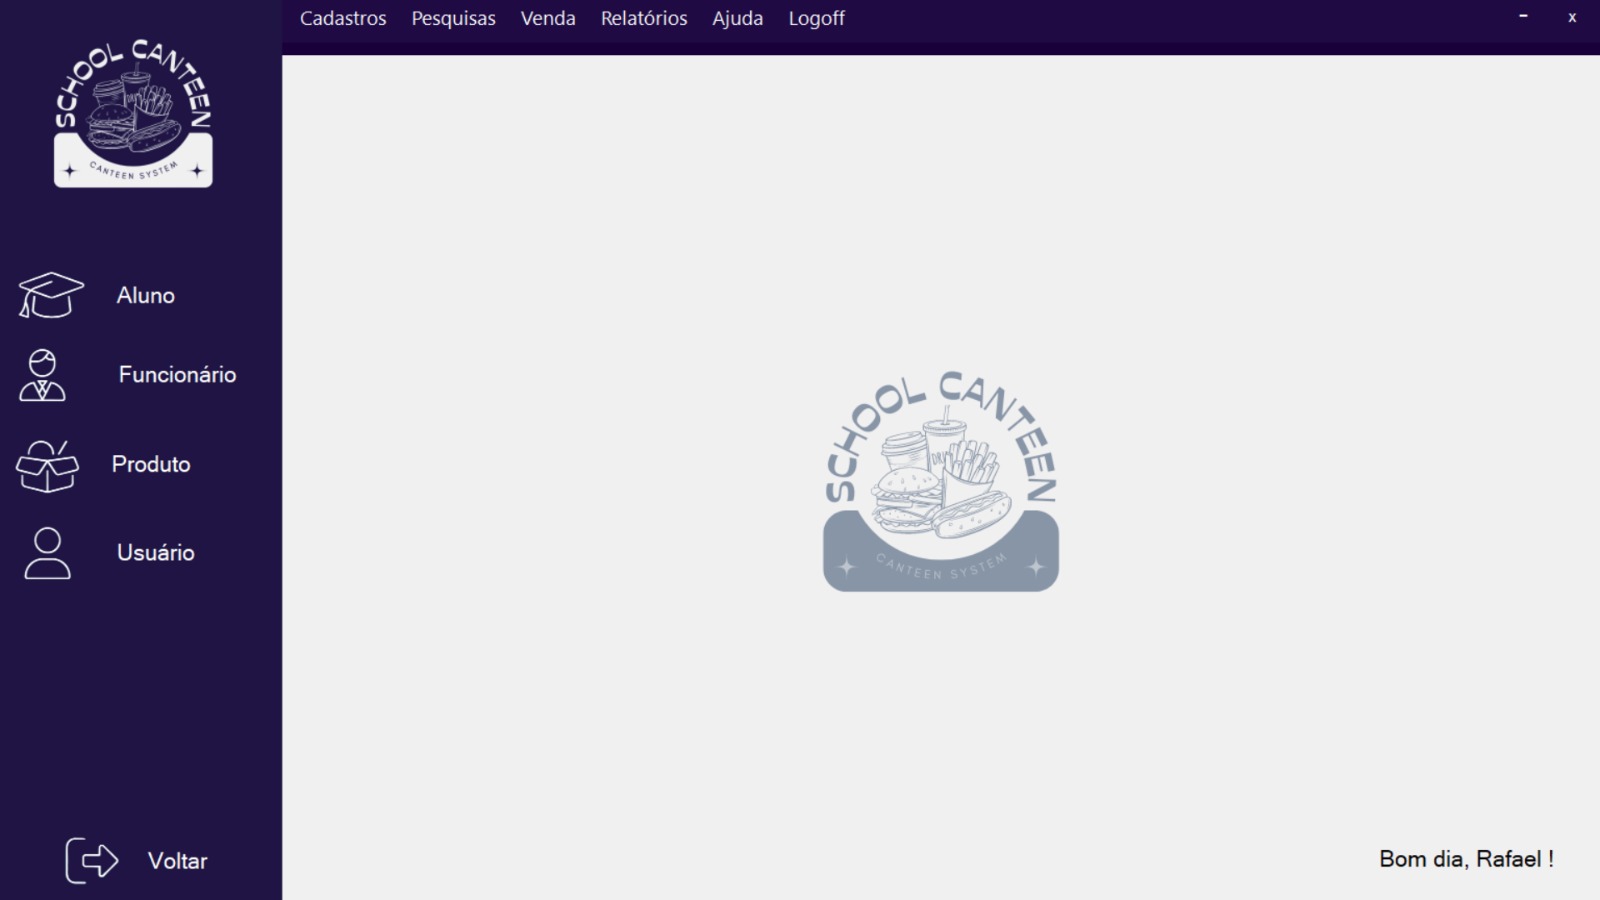 Cadastros Pesquisas Venda Relatórios Ajuda Logoff - x
SCHOOL CANTEEN
CANTEEN SYSTEM
Aluno
Funcionário
Produto
Usuário
Voltar
SCHOOL CANTEEN
CANTEEN SYSTEM
Bom dia, Rafael !